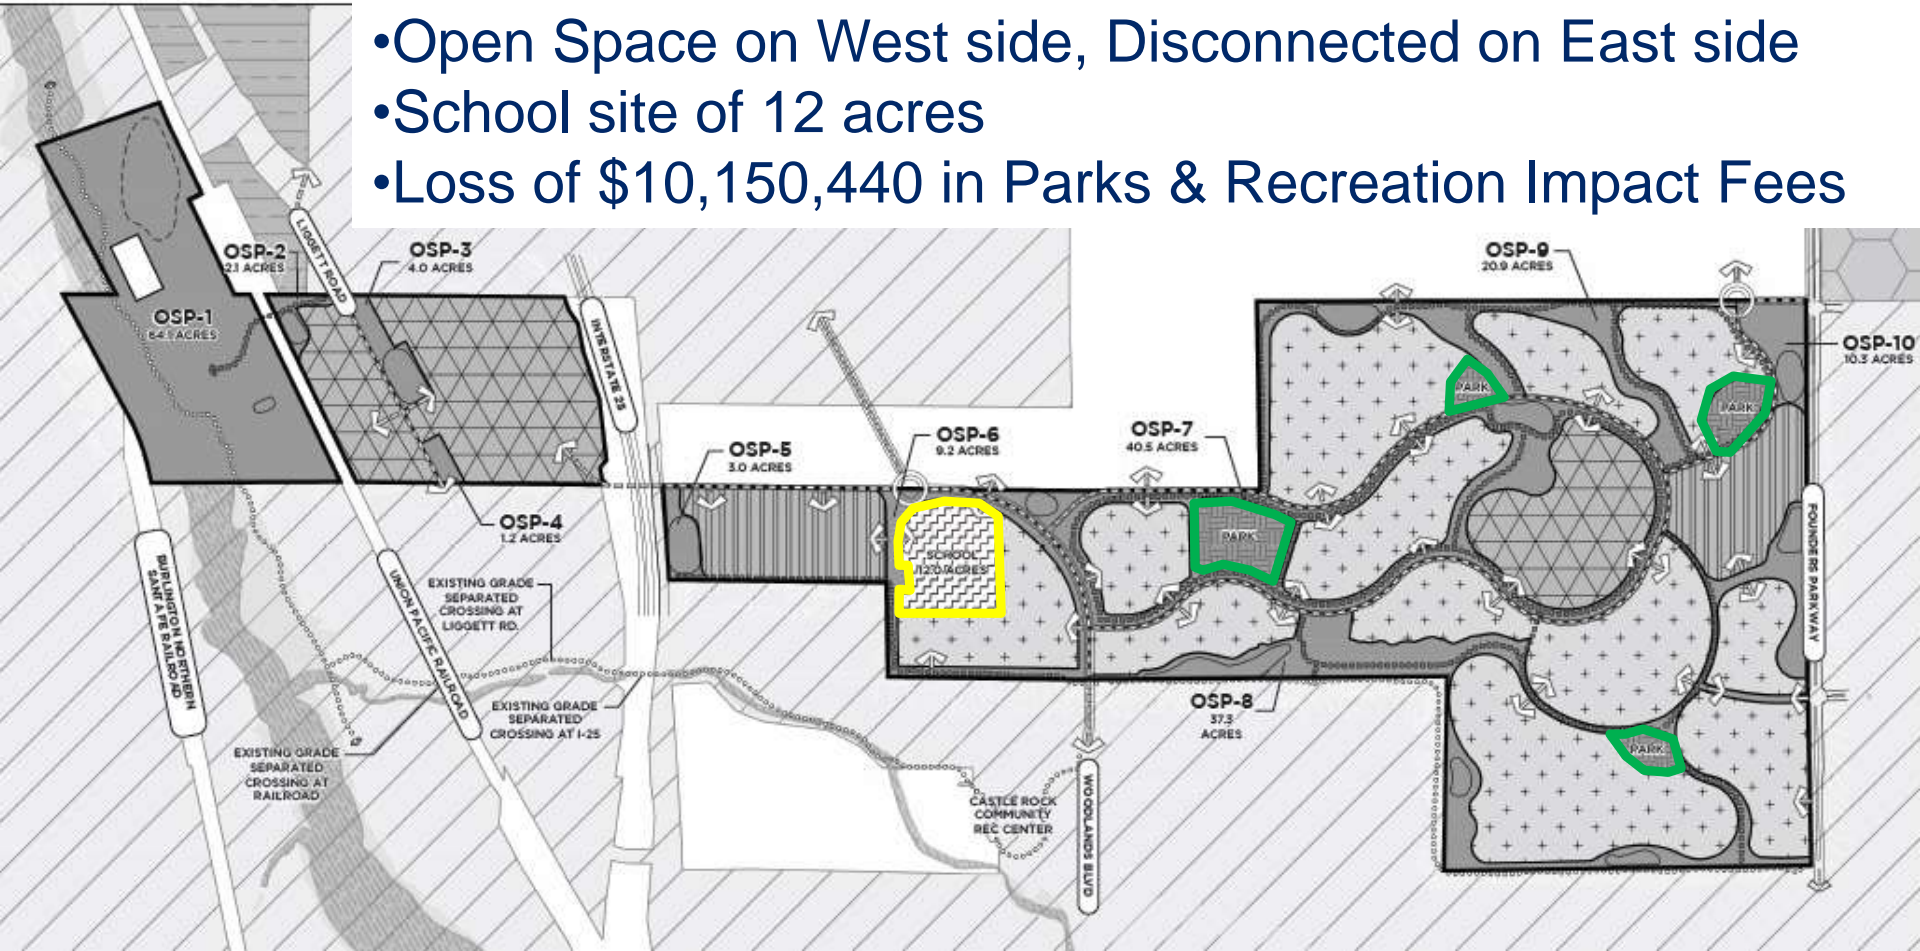 •Open Space on West side, Disconnected on East side
•School site of 12 acres
•Loss of $10,150,440 in Parks & Recreation Impact Fees
OSP-1
64.1 ACRES
OSP-2
2.1 ACRES
LIGGETT ROAD
OSP-3
4.0 ACRES
INTERSTATE 25
OSP-4
1.2 ACRES
OSP-5
3.0 ACRES
OSP-6
9.2 ACRES
OSP-7
40.5 ACRES
OSP-9
20.9 ACRES
OSP-10
10.3 ACRES
PARK
PARK
PARK
SCHOOL
12.0 ACRES
BURLINGTON NORTHERN
SANTA FE RAILROAD
UNION PACIFIC RAILROAD
EXISTING GRADE
SEPARATED
CROSSING AT
LIGGETT RD.
EXISTING GRADE
SEPARATED
CROSSING AT I-25
EXISTING GRADE
SEPARATED
CROSSING AT
RAILROAD
OSP-8
37.3
ACRES
FOUNDERS PARKWAY
PARK
CASTLE ROCK
COMMUNITY
REC CENTER
WOODLANDS BLVD